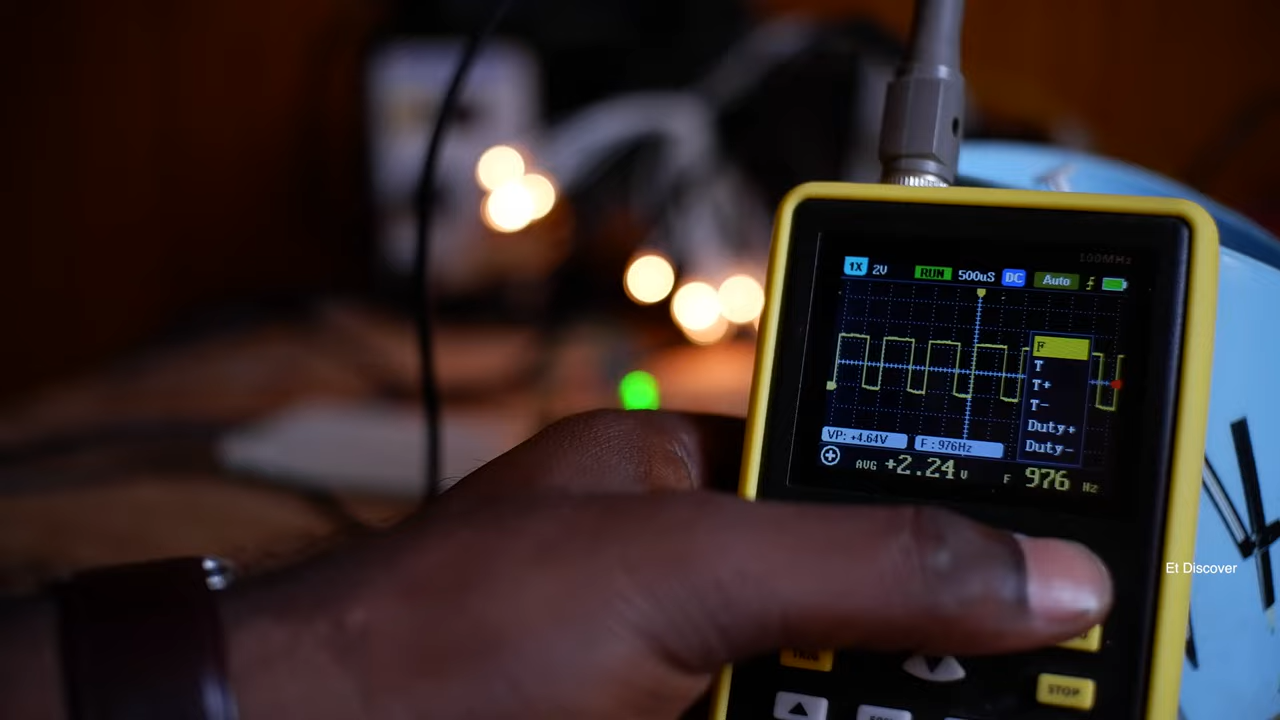 100MHz
1X 2V RUN 500uS DC Auto
F
T
T+
T-
Duty+
Duty-
VP: +4.64V F: 976Hz
AVG +2.24 V F 976 Hz
Et Discover
STOP